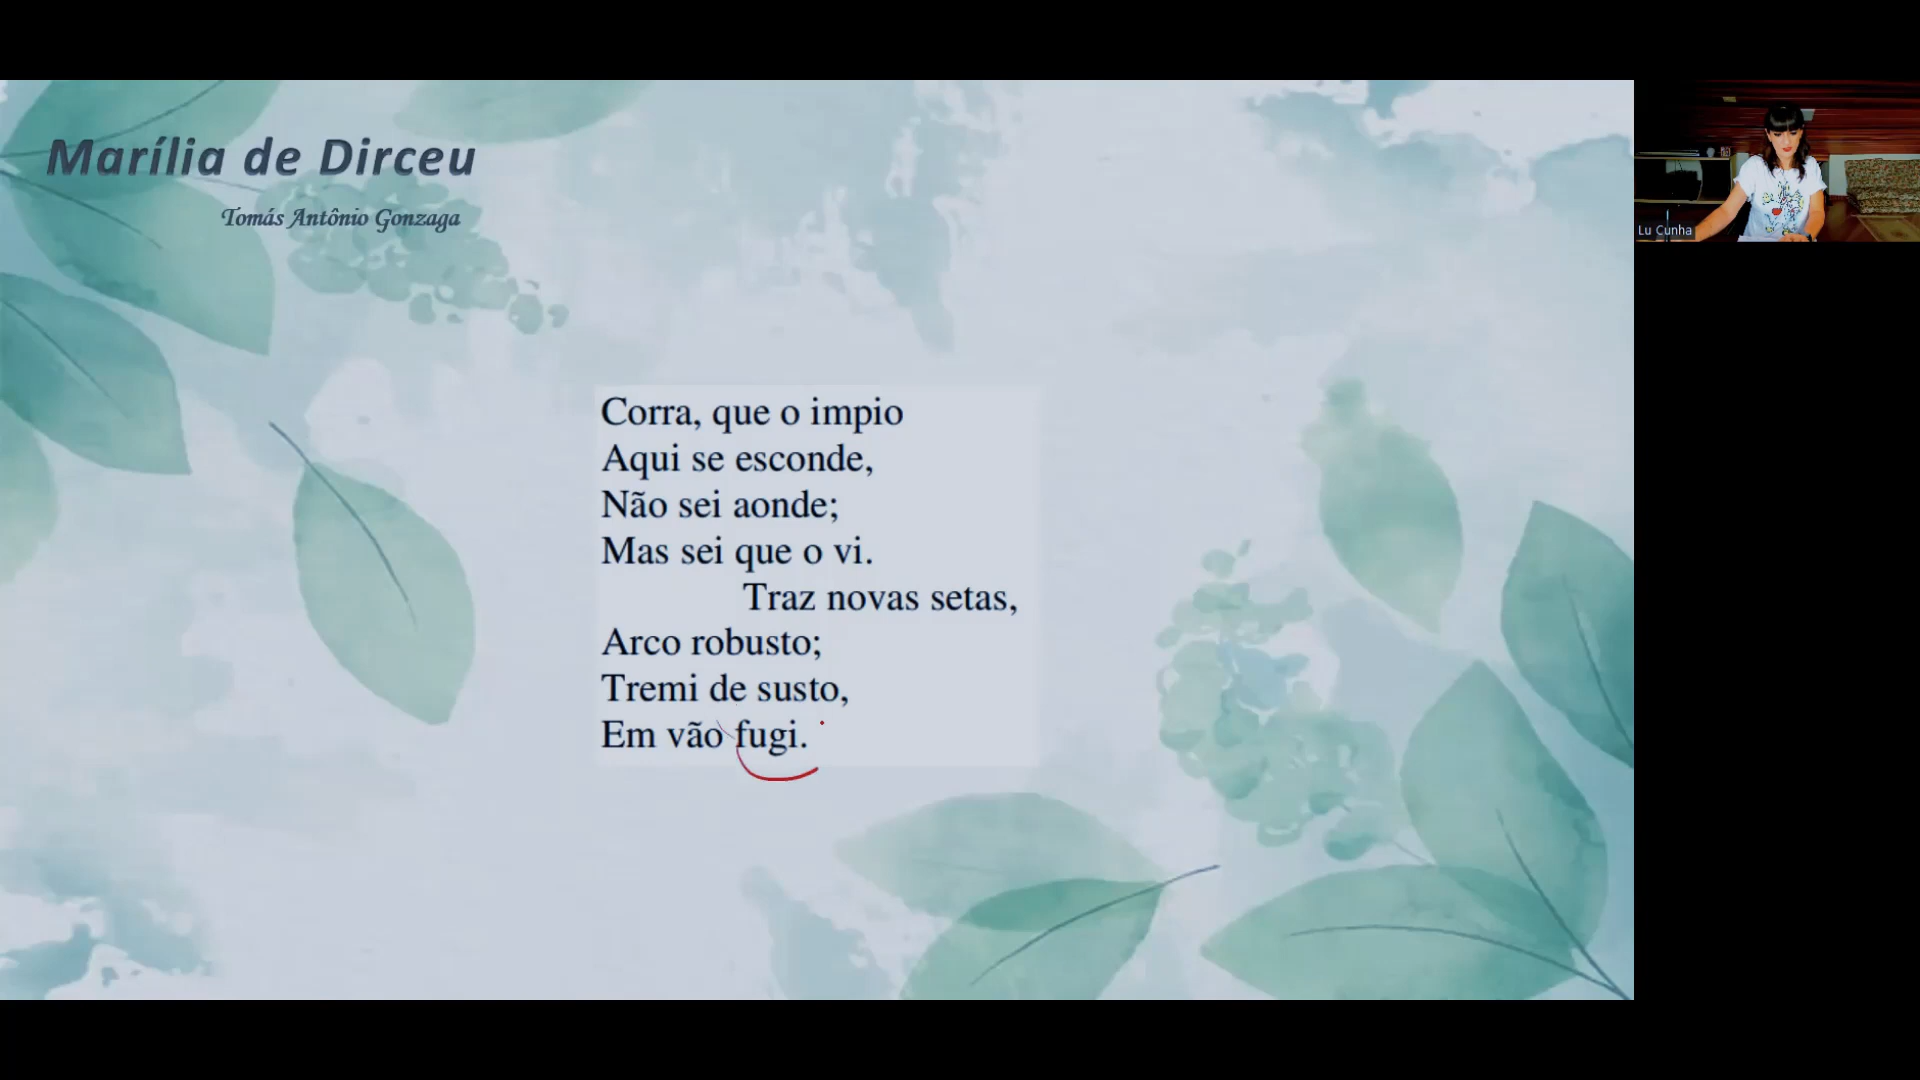 Marília de Dirceu
Tomás Antônio Gonzaga
Corra, que o impio
Aqui se esconde,
Não sei aonde;
Mas sei que o vi.
Traz novas setas,
Arco robusto;
Tremi de susto,
Em vão fugi.
Lu Cunha